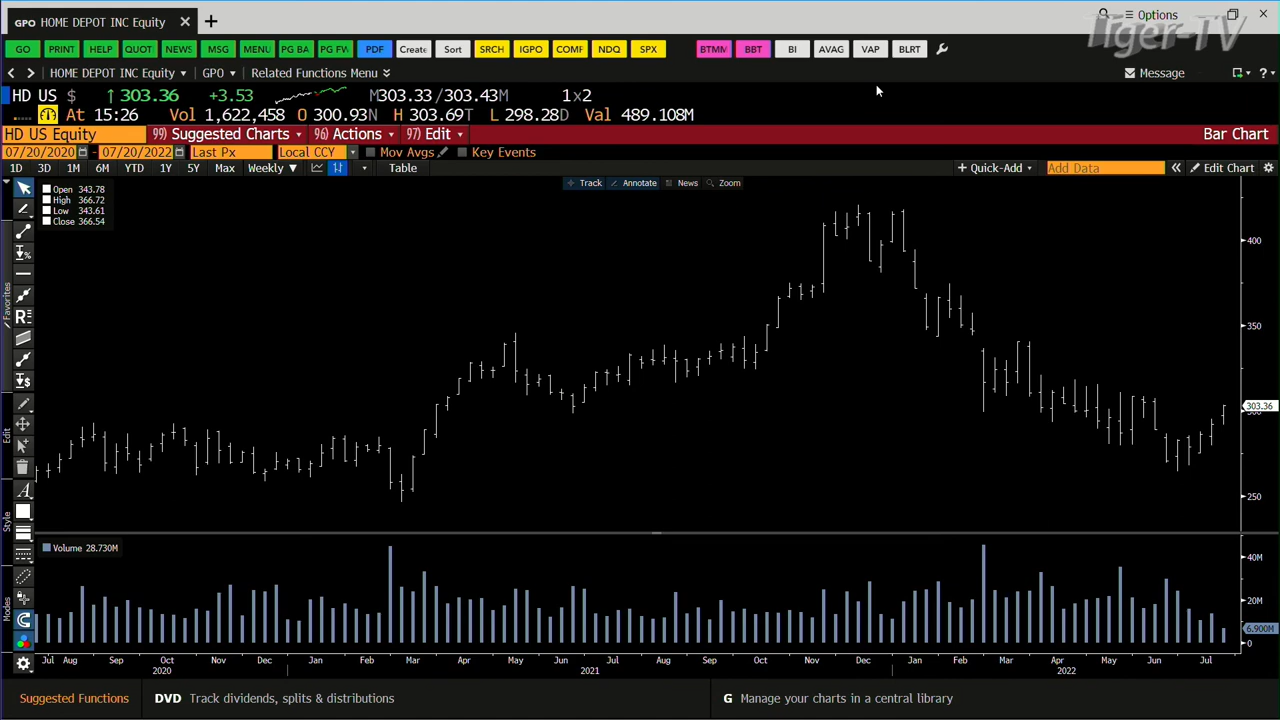 GPO HOME DEPOT INC Equity × +
Options
Tiger-TV
GO PRINT HELP QUOT NEWS MSG MENU PG BA PG FW PDF Create Sort SRCH IGPO COMF NDQ SPX BTMM BBT BI AVAG VAP BLRT
HOME DEPOT INC Equity GPO Related Functions Menu Message ?
HD US $ ↑ 303.36 +3.53 M303.33/303.43M 1x2
At 15:26 Vol 1,622,458 O 300.93N H 303.69T L 298.28D Val 489.108M
HD US Equity 99) Suggested Charts 96) Actions 97) Edit Bar Chart
07/20/2020 - 07/20/2022 Last Px Local CCY Mov Avgs Key Events
1D 3D 1M 6M YTD 1Y 5Y Max Weekly Table + Quick-Add Add Data Edit Chart
Track Annotate News Zoom
Open 343.78
High 366.72
Low 343.61
Close 366.54
Favorites
Edit
Style
Modes
400
350
300
303.36
250
Volume 28.730M
40M
20M
6.900M
0
Jul Aug Sep Oct Nov Dec Jan Feb Mar Apr May Jun Jul Aug Sep Oct Nov Dec Jan Feb Mar Apr May Jun Jul
2020 2021 2022
Suggested Functions DVD Track dividends, splits & distributions G Manage your charts in a central library